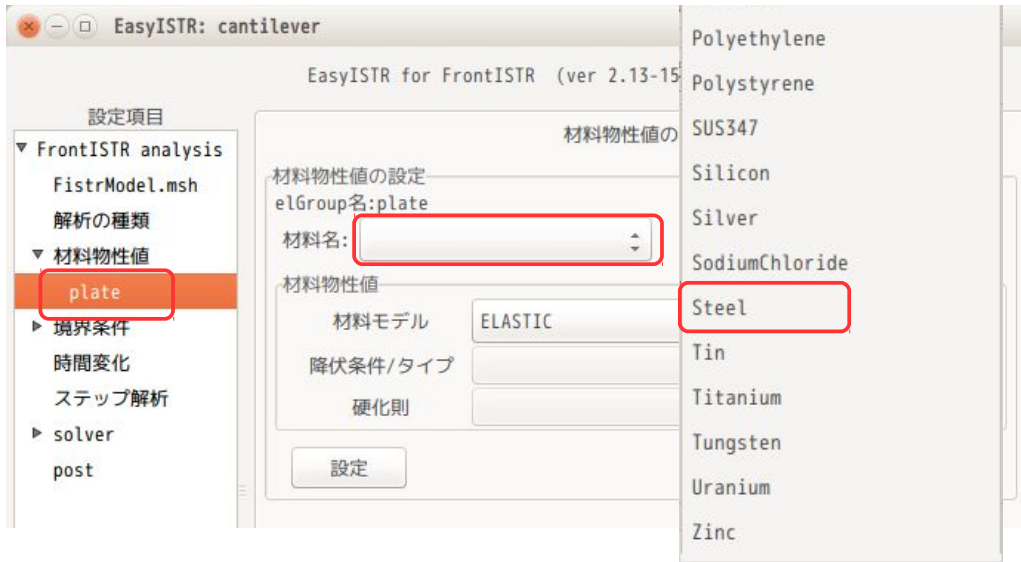 EasyISTR: cantilever
EasyISTR for FrontISTR (ver 2.13-15
設定項目
FrontISTR analysis
FistrModel.msh
解析の種類
材料物性値
plate
境界条件
時間変化
ステップ解析
solver
post
材料物性値の
材料物性値の設定
elGroup名:plate
材料名:
材料物性値
材料モデル ELASTIC
降伏条件/タイプ
硬化則
設定
Polyethylene
Polystyrene
SUS347
Silicon
Silver
SodiumChloride
Steel
Tin
Titanium
Tungsten
Uranium
Zinc